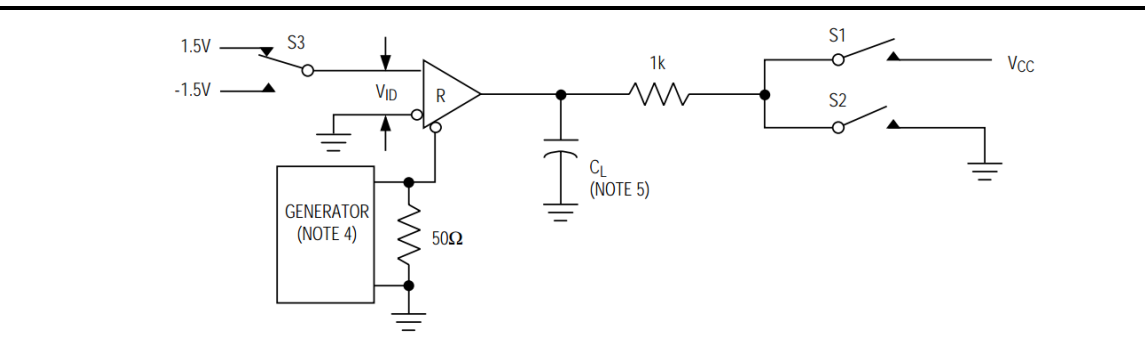 1.5V
S3
-1.5V
VID
R
GENERATOR
(NOTE 4)
50Ω
CL
(NOTE 5)
1k
S1
VCC
S2